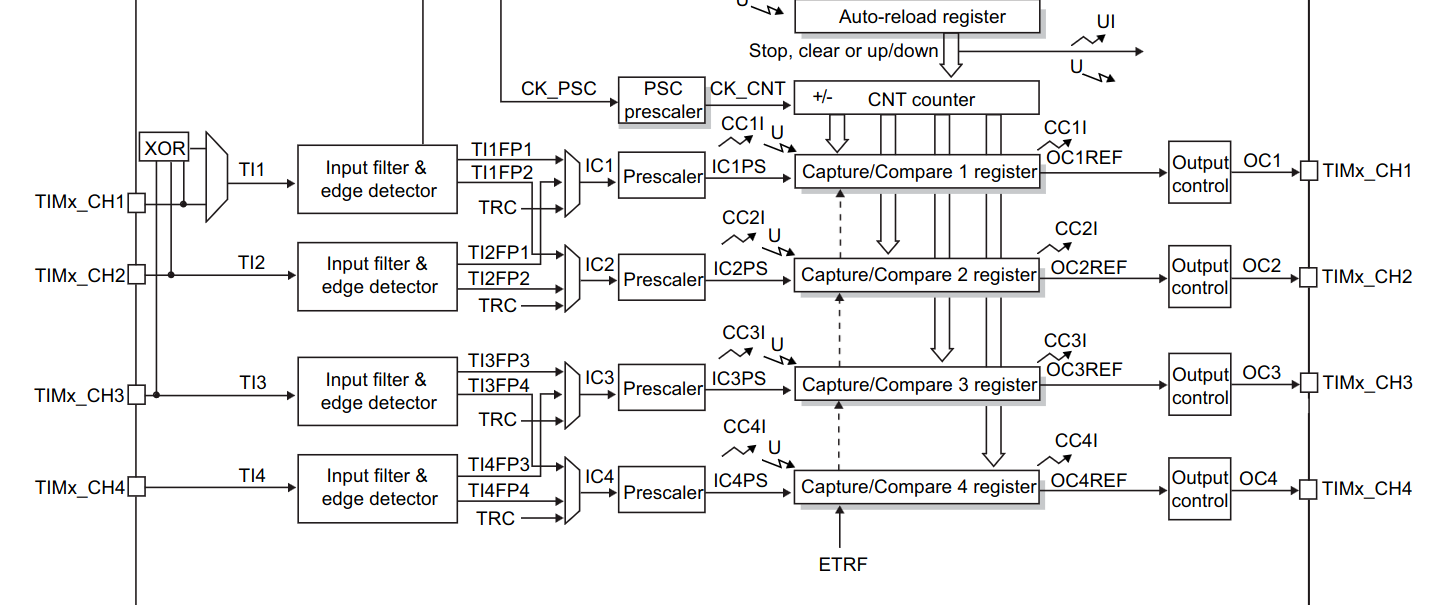 U
Auto-reload register
UI
Stop, clear or up/down
U
CK_PSC
PSC
prescaler
CK_CNT
+/-
CNT counter
XOR
TI1
Input filter &
edge detector
TI1FP1
TI1FP2
TRC
IC1
Prescaler
CC1I
U
IC1PS
Capture/Compare 1 register
CC1I
OC1REF
Output
control
OC1
TIMx_CH1
TIMx_CH1
TIMx_CH2
TI2
Input filter &
edge detector
TI2FP1
TI2FP2
TRC
IC2
Prescaler
CC2I
U
IC2PS
Capture/Compare 2 register
CC2I
OC2REF
Output
control
OC2
TIMx_CH2
TIMx_CH3
TI3
Input filter &
edge detector
TI3FP3
TI3FP4
TRC
IC3
Prescaler
CC3I
U
IC3PS
Capture/Compare 3 register
CC3I
OC3REF
Output
control
OC3
TIMx_CH3
TIMx_CH4
TI4
Input filter &
edge detector
TI4FP3
TI4FP4
TRC
IC4
Prescaler
CC4I
U
IC4PS
Capture/Compare 4 register
CC4I
OC4REF
Output
control
OC4
TIMx_CH4
ETRF